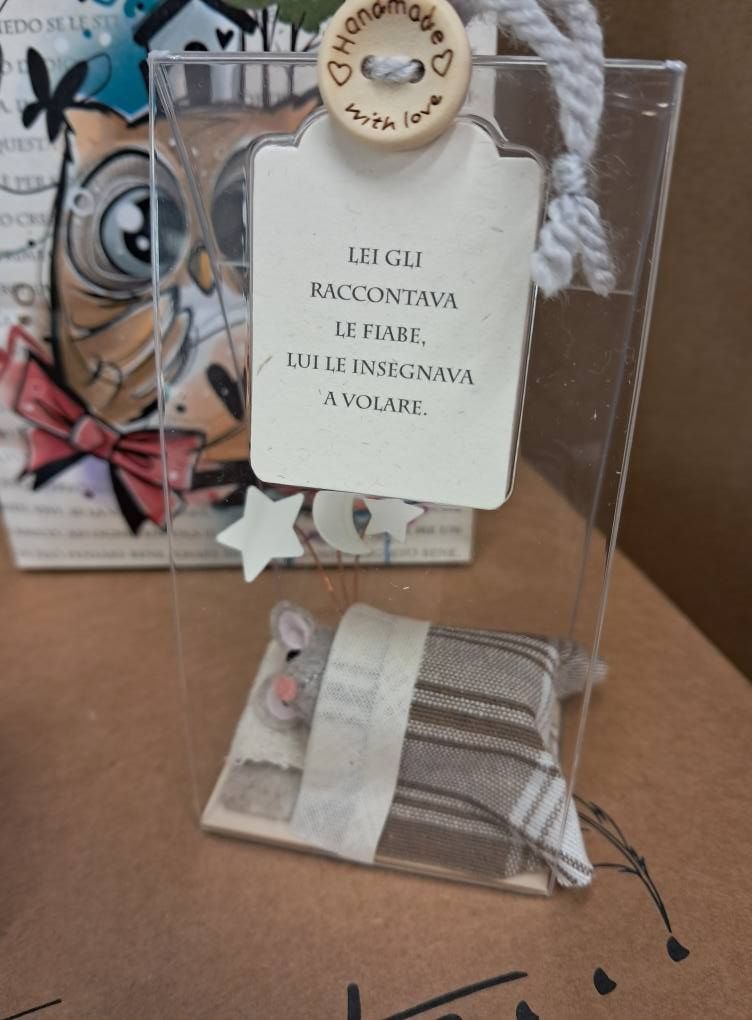 Handmade
with love
LEI GLI
RACCONTAVA
LE FIABE,
LUI LE INSEGNAVA
A VOLARE.